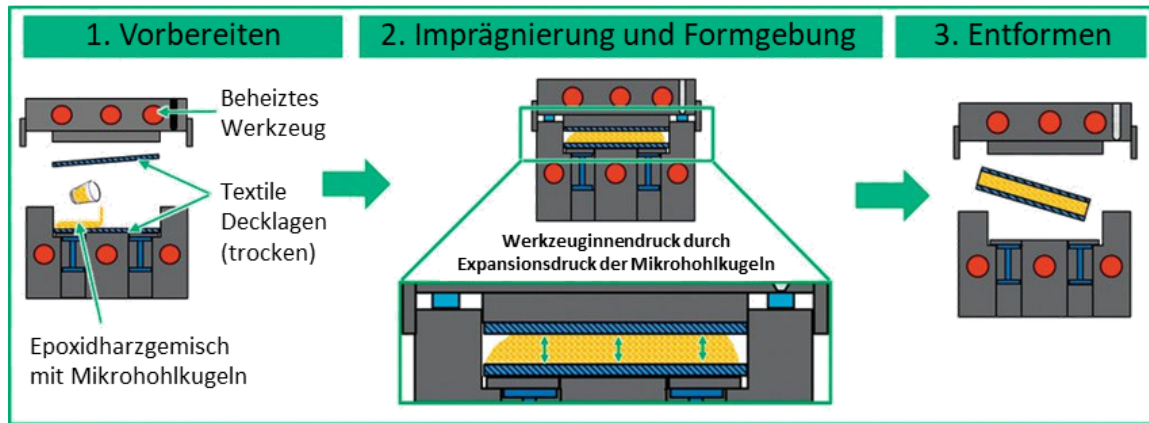 1. Vorbereiten
2. Imprägnierung und Formgebung
3. Entformen
Beheiztes
Werkzeug
Textile
Decklagen
(trocken)
Epoxidharzgemisch
mit Mikrohohlkugeln
Werkzeuginnendruck durch
Expansionsdruck der Mikrohohlkugeln